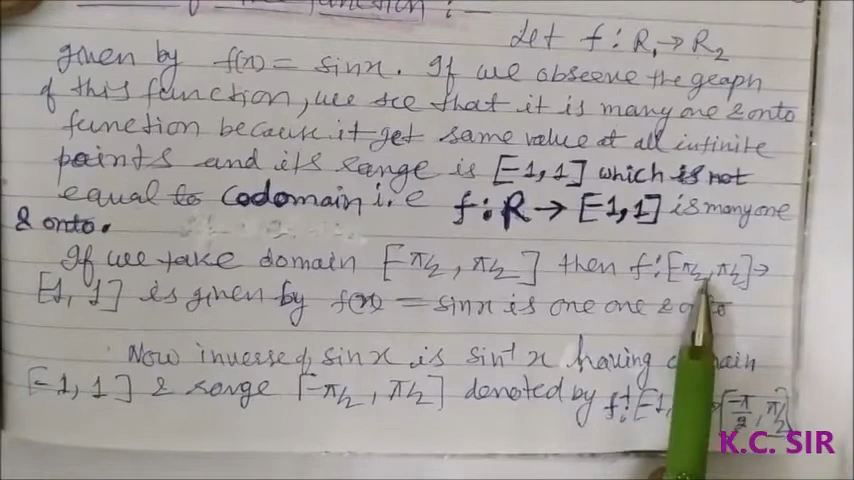 of the function :—
Let f : R₁ → R₂
given by f(x) = sinx. If we observe the graph
of this function, we see that it is many one & onto
function because it get same value at all infinite
points and its range is [-1,1] which is not
equal to codomain i.e f : R → [-1,1] is many one
& onto.
If we take domain [-π/2, π/2] then f:[π/2, π/2]→
[-1, 1] is given by f(x) = sinx is one one & onto
Now inverse of sinx is sin⁻¹ x having domain
[-1, 1] & range [-π/2, π/2] denoted by f⁻¹:[-1, → [-π/2, π/2]
K.C. SIR